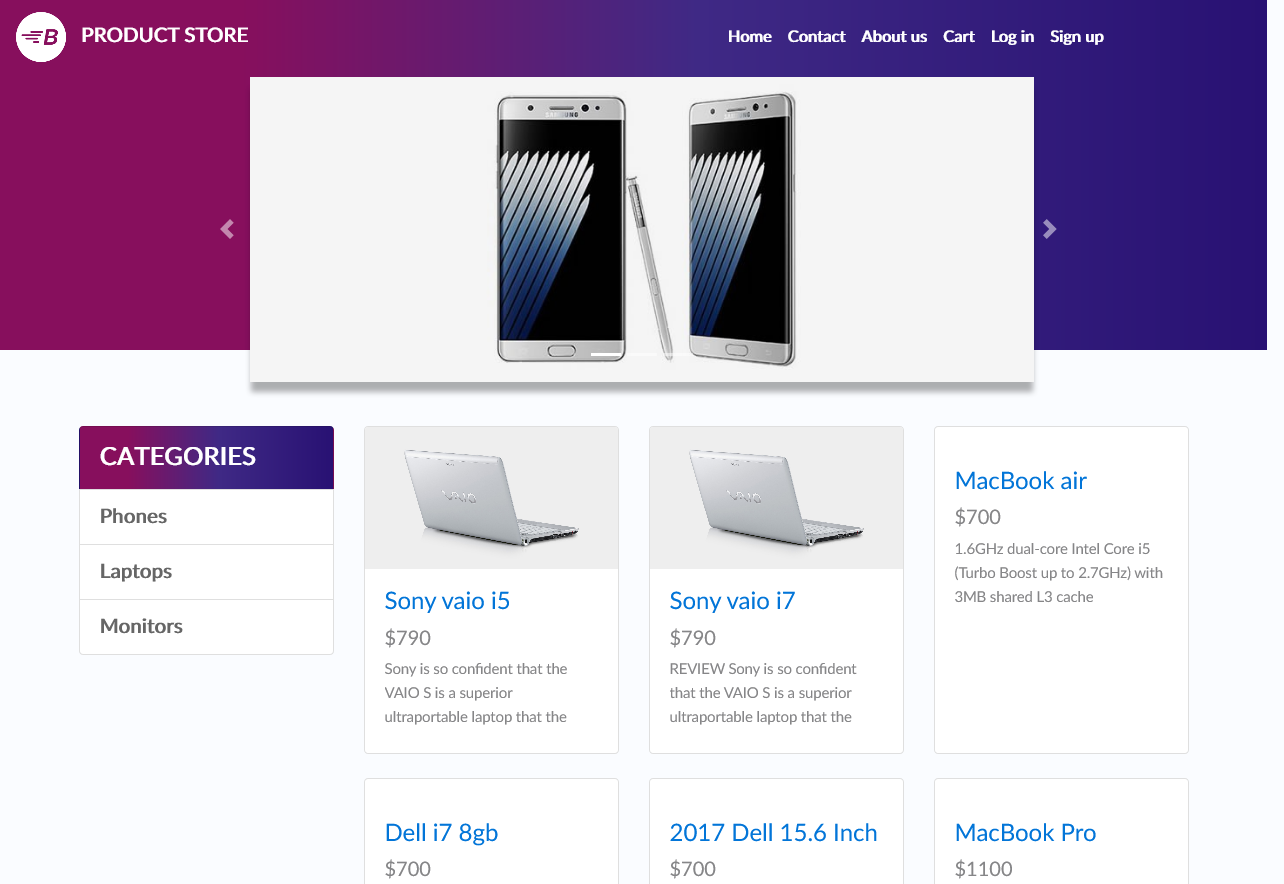 B PRODUCT STORE
Home Contact About us Cart Log in Sign up
SAMSUNG
SAMSUNG
CATEGORIES
Phones
Laptops
Monitors
VAIO
Sony vaio i5
$790
Sony is so confident that the
VAIO S is a superior
ultraportable laptop that the
VAIO
Sony vaio i7
$790
REVIEW Sony is so confident
that the VAIO S is a superior
ultraportable laptop that the
MacBook air
$700
1.6GHz dual-core Intel Core i5
(Turbo Boost up to 2.7GHz) with
3MB shared L3 cache
Dell i7 8gb
$700
2017 Dell 15.6 Inch
$700
MacBook Pro
$1100